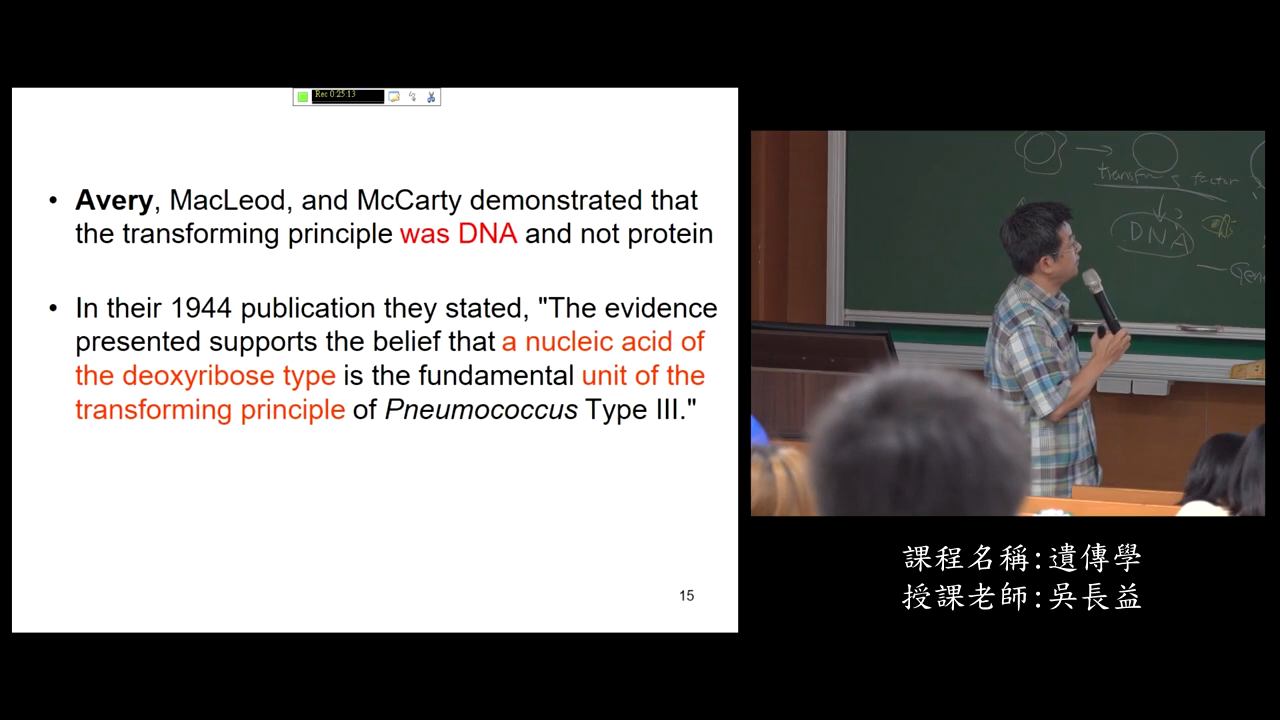 Rec 0:25:13
• Avery, MacLeod, and McCarty demonstrated that
the transforming principle was DNA and not protein
• In their 1944 publication they stated, "The evidence
presented supports the belief that a nucleic acid of
the deoxyribose type is the fundamental unit of the
transforming principle of Pneumococcus Type III."
15
factor
DNA
課程名稱:遺傳學
授課老師:吳長益